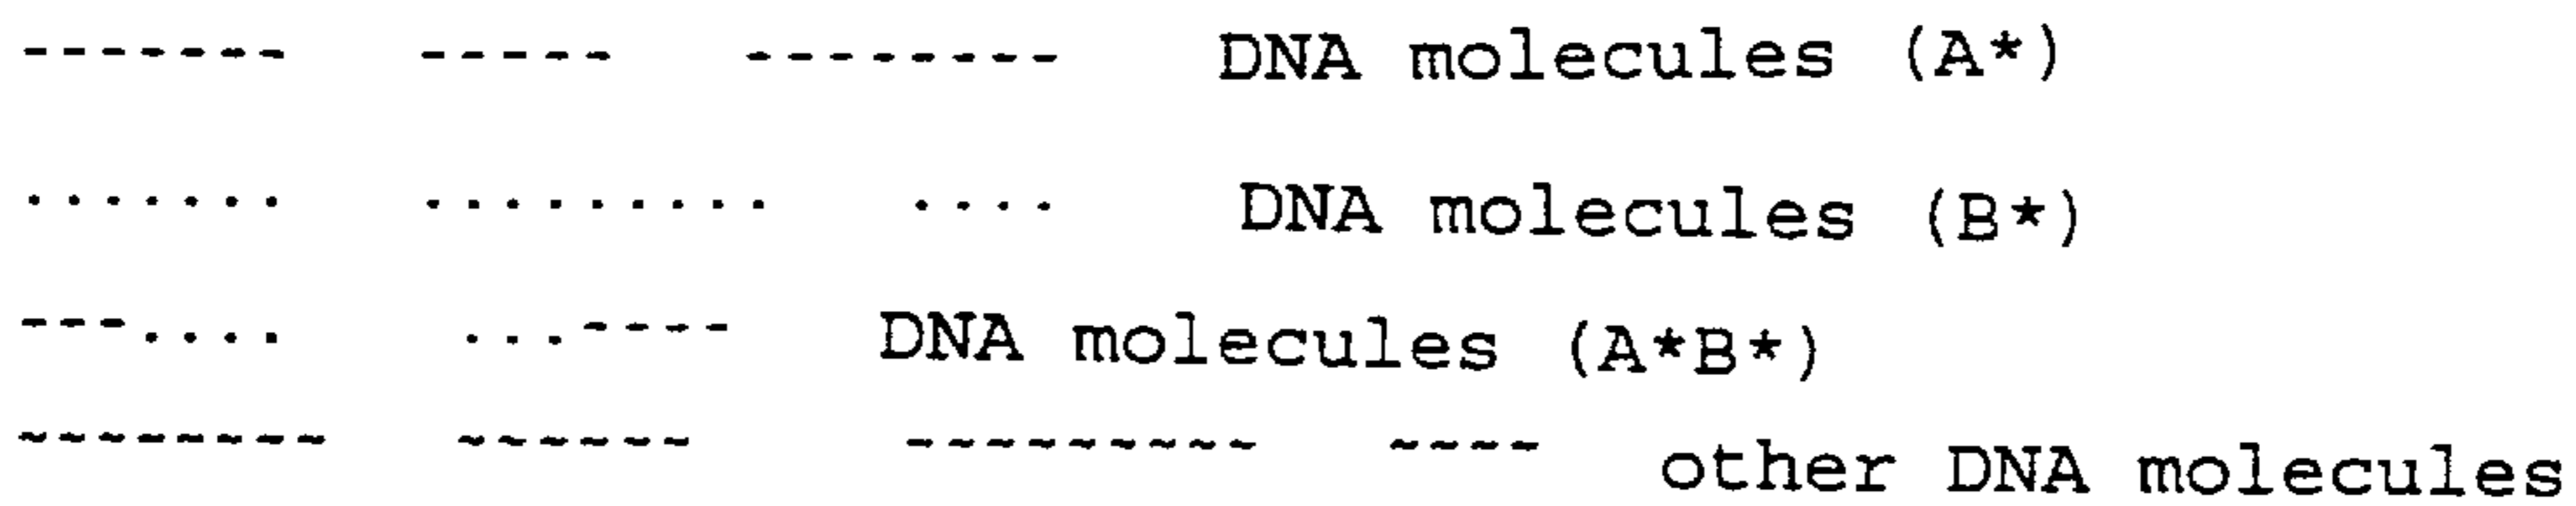 ------- ----- -------- DNA molecules (A*)
....... ......... .... DNA molecules (B*)
---.... ...---- DNA molecules (A*B*)
~~~~~~~~ ~~~~~~ ~~~~~~~~~ ~~~~ other DNA molecules